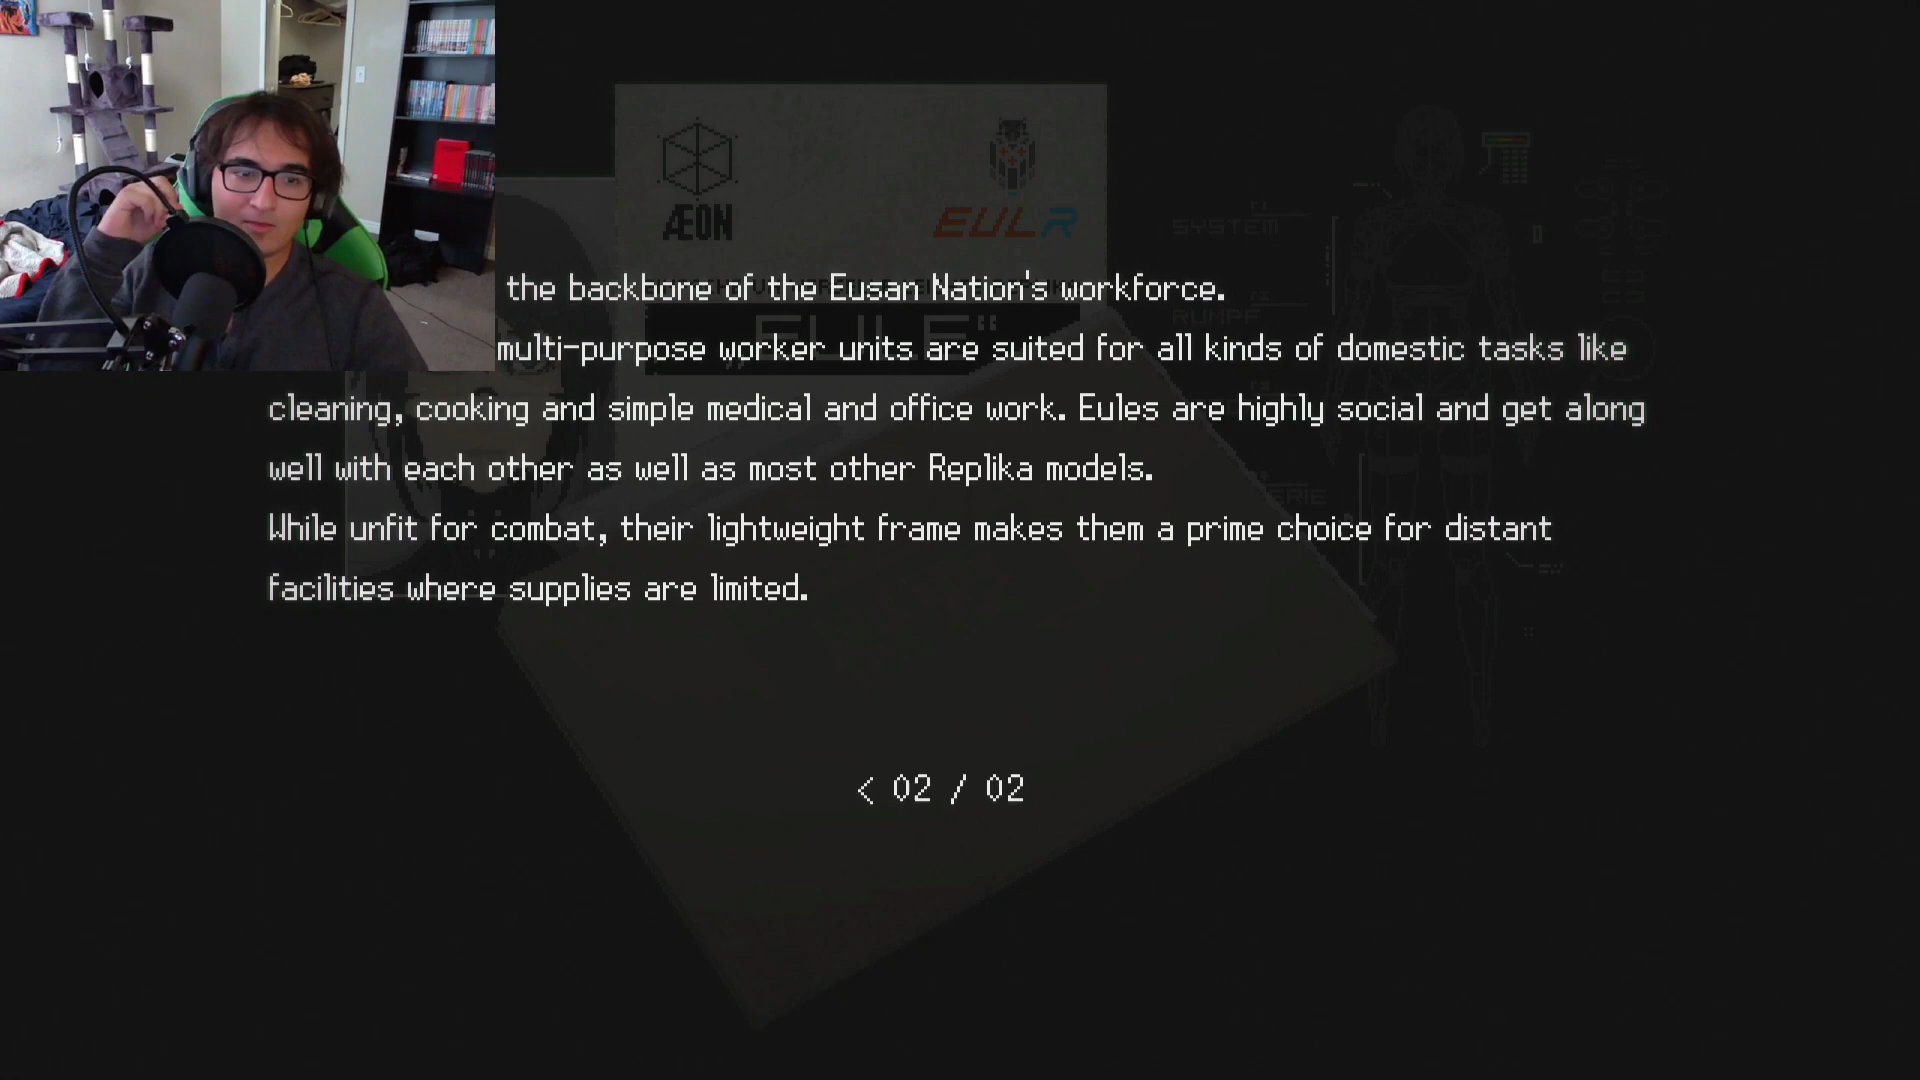 ÆON
EULR
SYSTEM
the backbone of the Eusan Nation's workforce.
RUMPF
"EULE"
multi-purpose worker units are suited for all kinds of domestic tasks like
cleaning, cooking and simple medical and office work. Eules are highly social and get along
well with each other as well as most other Replika models.
While unfit for combat, their lightweight frame makes them a prime choice for distant
facilities where supplies are limited.
< 02 / 02